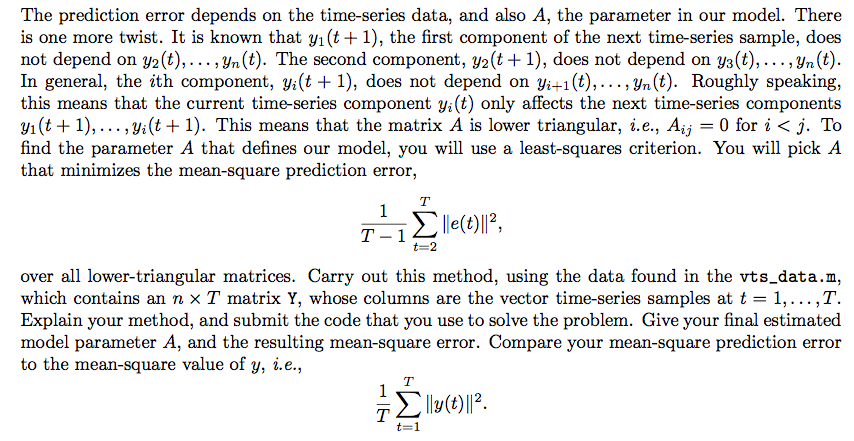 The prediction error depends on the time-series data, and also A, the parameter in our model. There
is one more twist. It is known that y₁(t + 1), the first component of the next time-series sample, does
not depend on y₂(t), . . . , yₙ(t). The second component, y₂(t + 1), does not depend on y₃(t), . . . , yₙ(t).
In general, the ith component, yᵢ(t + 1), does not depend on yᵢ₊₁(t), . . . , yₙ(t). Roughly speaking,
this means that the current time-series component yᵢ(t) only affects the next time-series components
y₁(t + 1), . . . , yᵢ(t + 1). This means that the matrix A is lower triangular, i.e., Aᵢⱼ = 0 for i < j. To
find the parameter A that defines our model, you will use a least-squares criterion. You will pick A
that minimizes the mean-square prediction error,
1/(T − 1) ∑_{t=2}^{T} ‖e(t)‖²,
over all lower-triangular matrices. Carry out this method, using the data found in the vts_data.m,
which contains an n × T matrix Y, whose columns are the vector time-series samples at t = 1, . . . , T.
Explain your method, and submit the code that you use to solve the problem. Give your final estimated
model parameter A, and the resulting mean-square error. Compare your mean-square prediction error
to the mean-square value of y, i.e.,
1/T ∑_{t=1}^{T} ‖y(t)‖².